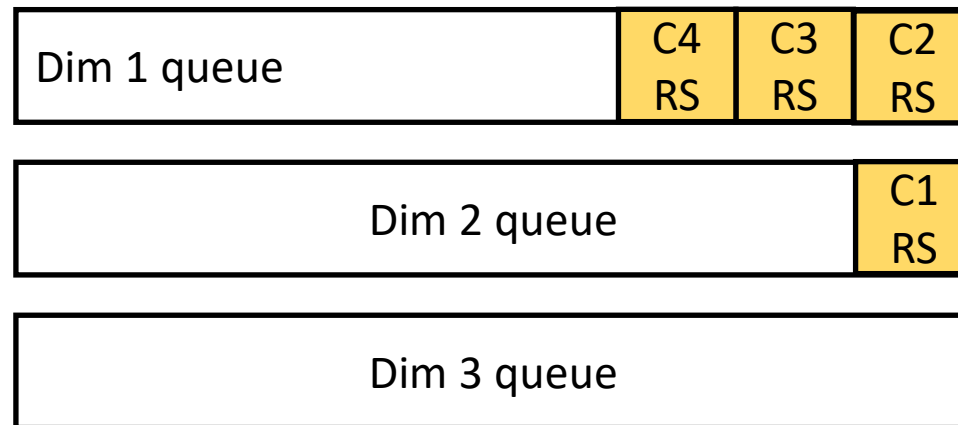 Dim 1 queue
C4
RS
C3
RS
C2
RS
Dim 2 queue
C1
RS
Dim 3 queue